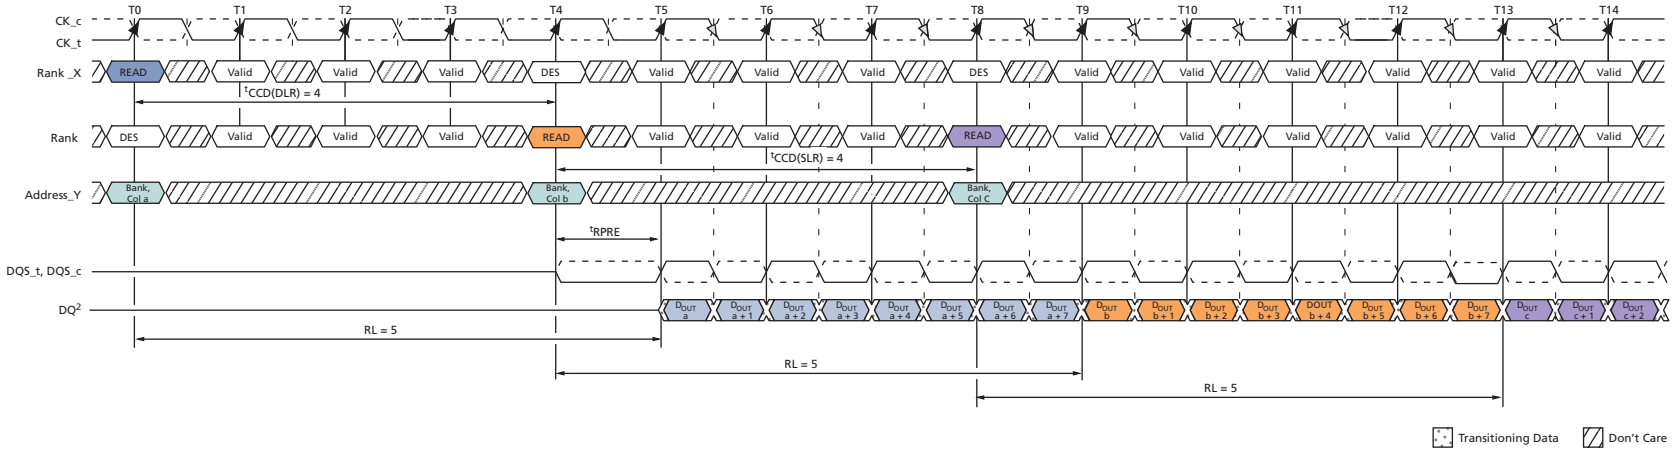 T0 T1 T2 T3 T4 T5 T6 T7 T8 T9 T10 T11 T12 T13 T14
CK_c
CK_t
Rank _X READ Valid Valid Valid DES Valid Valid Valid DES Valid Valid Valid Valid Valid Valid
tCCD(DLR) = 4
Rank DES Valid Valid Valid READ Valid Valid Valid READ Valid Valid Valid Valid Valid Valid
tCCD(SLR) = 4
Address_Y Bank, Col a Bank, Col b Bank, Col C
tRPRE
DQS_t, DQS_c
DQ2 DOUT a DOUT a + 1 DOUT a + 2 DOUT a + 3 DOUT a + 4 DOUT a + 5 DOUT a + 6 DOUT a + 7 DOUT b DOUT b + 1 DOUT b + 2 DOUT b + 3 DOUT b + 4 DOUT b + 5 DOUT b + 6 DOUT b + 7 DOUT c DOUT c + 1 DOUT c + 2
RL = 5
RL = 5
RL = 5
Transitioning Data Don't Care